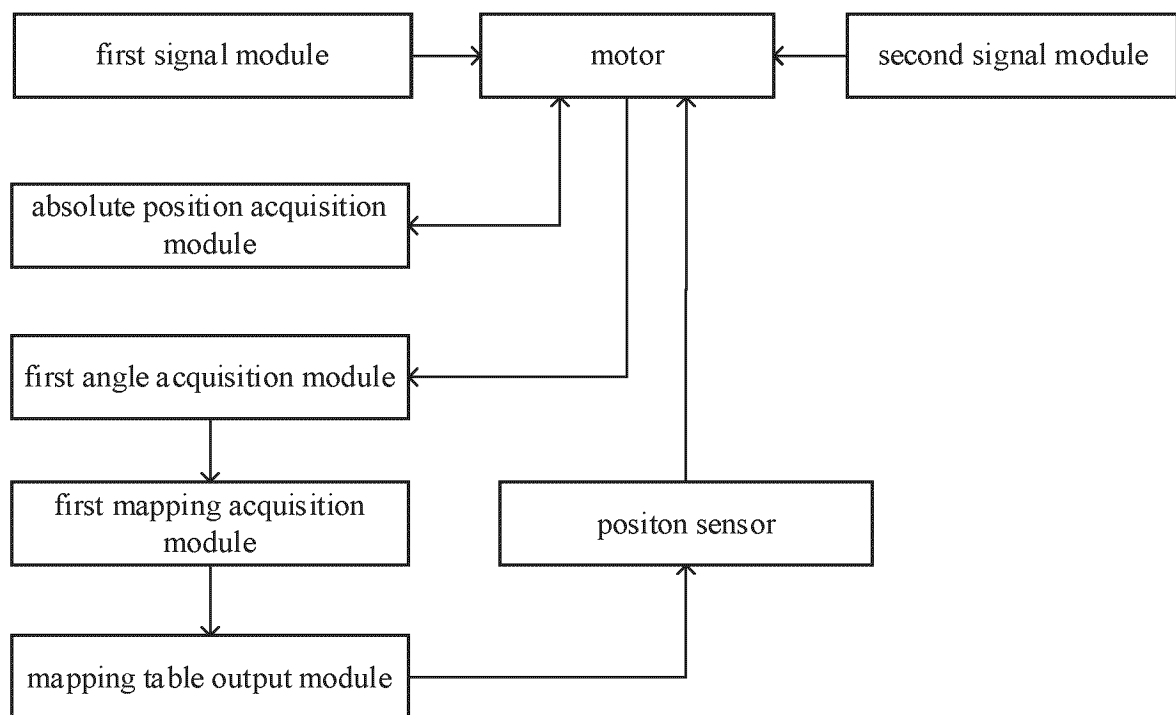 first signal module
motor
second signal module
absolute position acquisition
module
first angle acquisition module
first mapping acquisition
module
positon sensor
mapping table output module